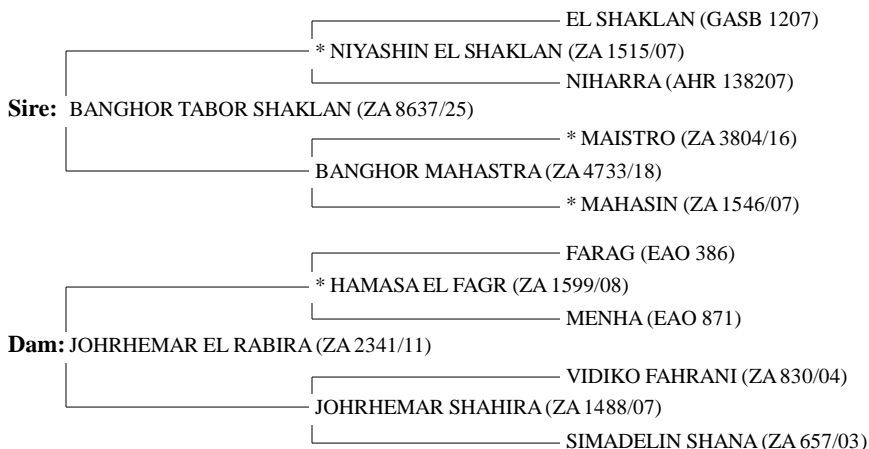 EL SHAKLAN (GASB 1207)
* NIYASHIN EL SHAKLAN (ZA 1515/07)
NIHARRA (AHR 138207)
Sire: BANGHOR TABOR SHAKLAN (ZA 8637/25)
* MAISTRO (ZA 3804/16)
BANGHOR MAHASTRA (ZA 4733/18)
* MAHASIN (ZA 1546/07)
FARAG (EAO 386)
* HAMASA EL FAGR (ZA 1599/08)
MENHA (EAO 871)
Dam: JOHRHEMAR EL RABIRA (ZA 2341/11)
VIDIKO FAHRANI (ZA 830/04)
JOHRHEMAR SHAHIRA (ZA 1488/07)
SIMADELIN SHANA (ZA 657/03)